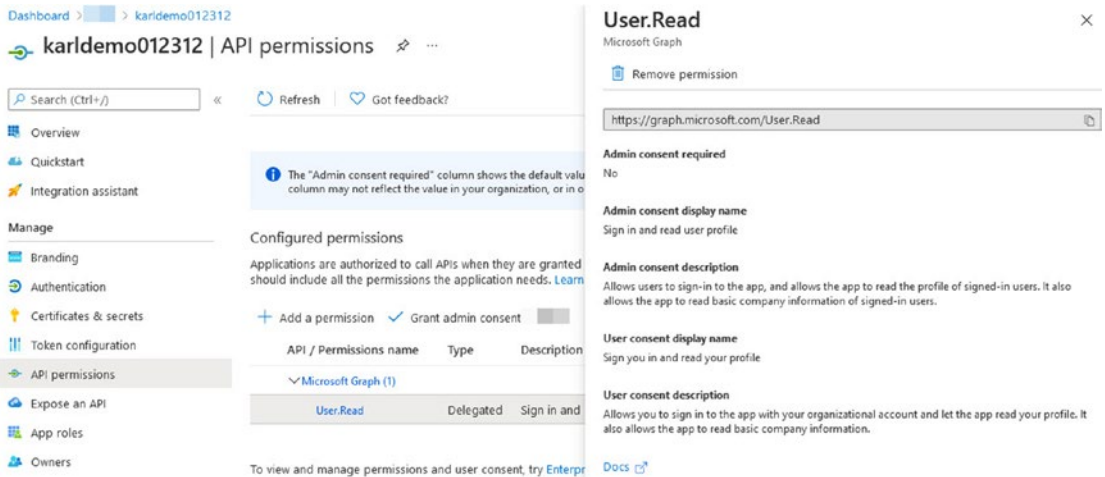 Dashboard > > karldemo012312
karldemo012312 | API permissions ...
Search (Ctrl+/) «
Overview
Quickstart
Integration assistant
Manage
Branding
Authentication
Certificates & secrets
Token configuration
API permissions
Expose an API
App roles
Owners
Refresh | Got feedback?
The "Admin consent required" column shows the default valu
column may not reflect the value in your organization, or in o
Configured permissions
Applications are authorized to call APIs when they are granted
should include all the permissions the application needs. Learn
Add a permission Grant admin consent
API / Permissions name Type Description
Microsoft Graph (1)
User.Read Delegated Sign in and
To view and manage permissions and user consent, try Enterpr
User.Read
Microsoft Graph
Remove permission
https://graph.microsoft.com/User.Read
Admin consent required
No
Admin consent display name
Sign in and read user profile
Admin consent description
Allows users to sign-in to the app, and allows the app to read the profile of signed-in users. It also
allows the app to read basic company information of signed-in users.
User consent display name
Sign you in and read your profile
User consent description
Allows you to sign in to the app with your organizational account and let the app read your profile. It
also allows the app to read basic company information.
Docs